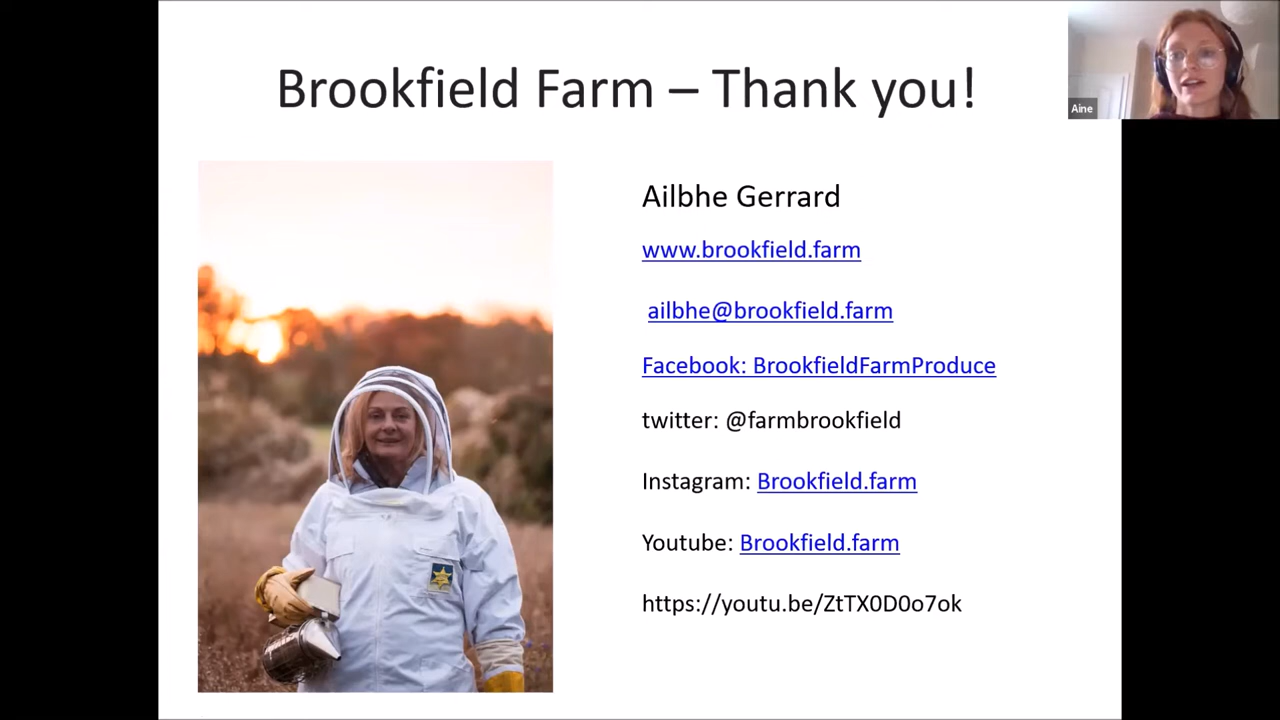 Brookfield Farm – Thank you!
Aine
Ailbhe Gerrard
www.brookfield.farm
ailbhe@brookfield.farm
Facebook: BrookfieldFarmProduce
twitter: @farmbrookfield
Instagram: Brookfield.farm
Youtube: Brookfield.farm
https://youtu.be/ZtTX0D0o7ok